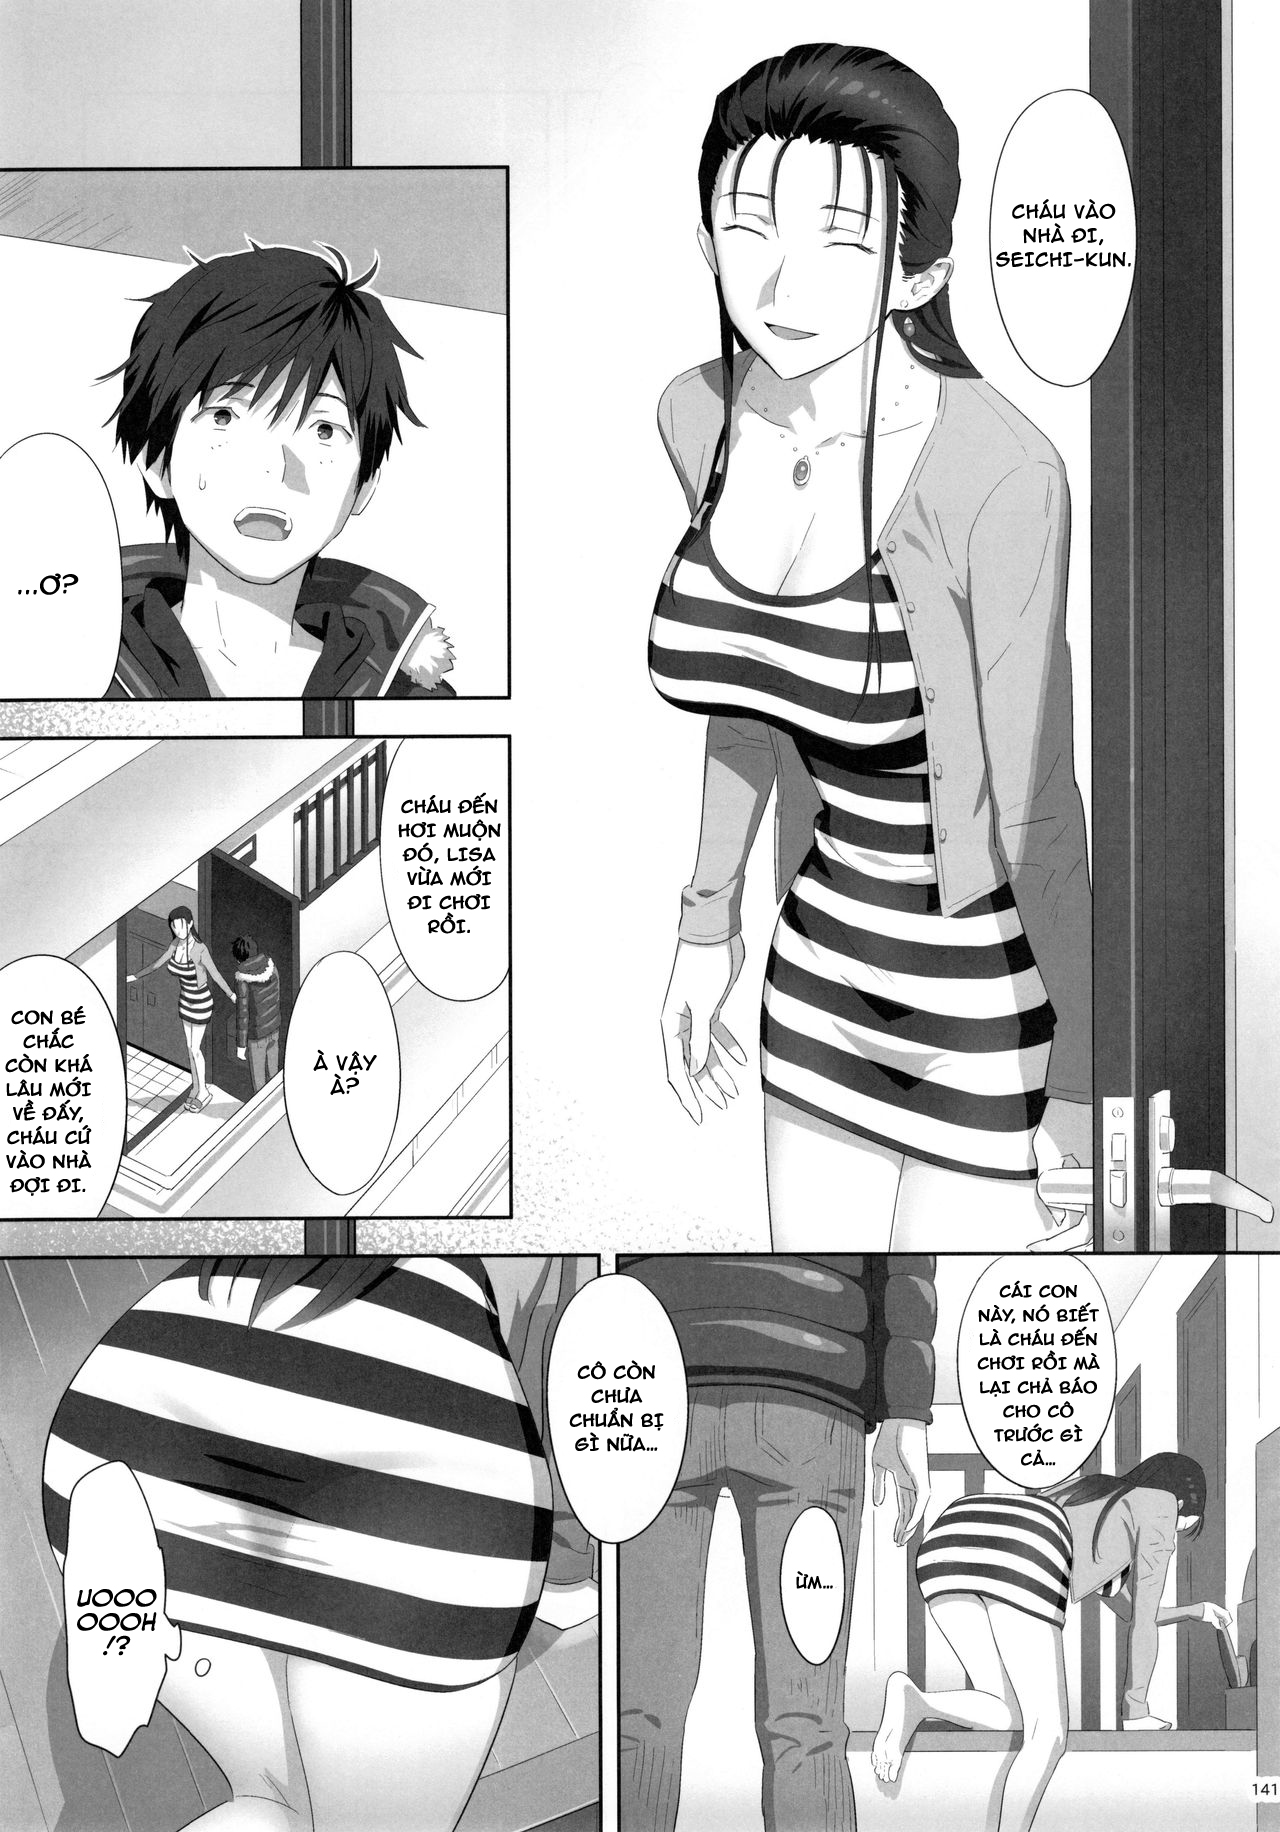 CHÁU VÀO
NHÀ ĐI,
SEICHI-KUN.
...Ơ?
CHÁU ĐẾN
HƠI MUỘN
ĐÓ, LISA
VỪA MỚI
ĐI CHƠI
RỒI.
À VẬY
À?
CON BÉ
CHẮC
CÒN KHÁ
LÂU MỚI
VỀ ĐẤY,
CHÁU CỨ
VÀO NHÀ
ĐỢI ĐI.
CÁI CON
NÀY, NÓ BIẾT
LÀ CHÁU ĐẾN
CHƠI RỒI MÀ
LẠI CHẢ BÁO
CHO CÔ
TRƯỚC GÌ
CẢ...
ỪM...
CÔ CÒN
CHƯA
CHUẨN BỊ
GÌ NỮA...
UOOO
OOOH
!?
141